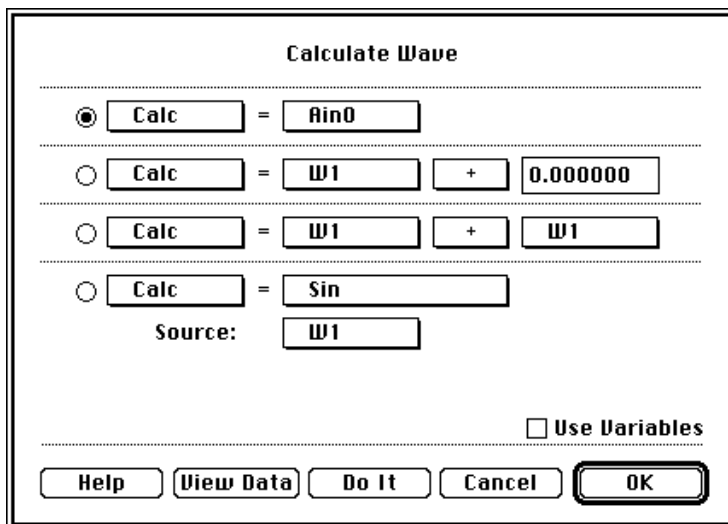 Calculate Wave
Calc = Ain0
Calc = W1 + 0.000000
Calc = W1 + W1
Calc = Sin
Source: W1
Use Variables
Help View Data Do It Cancel OK